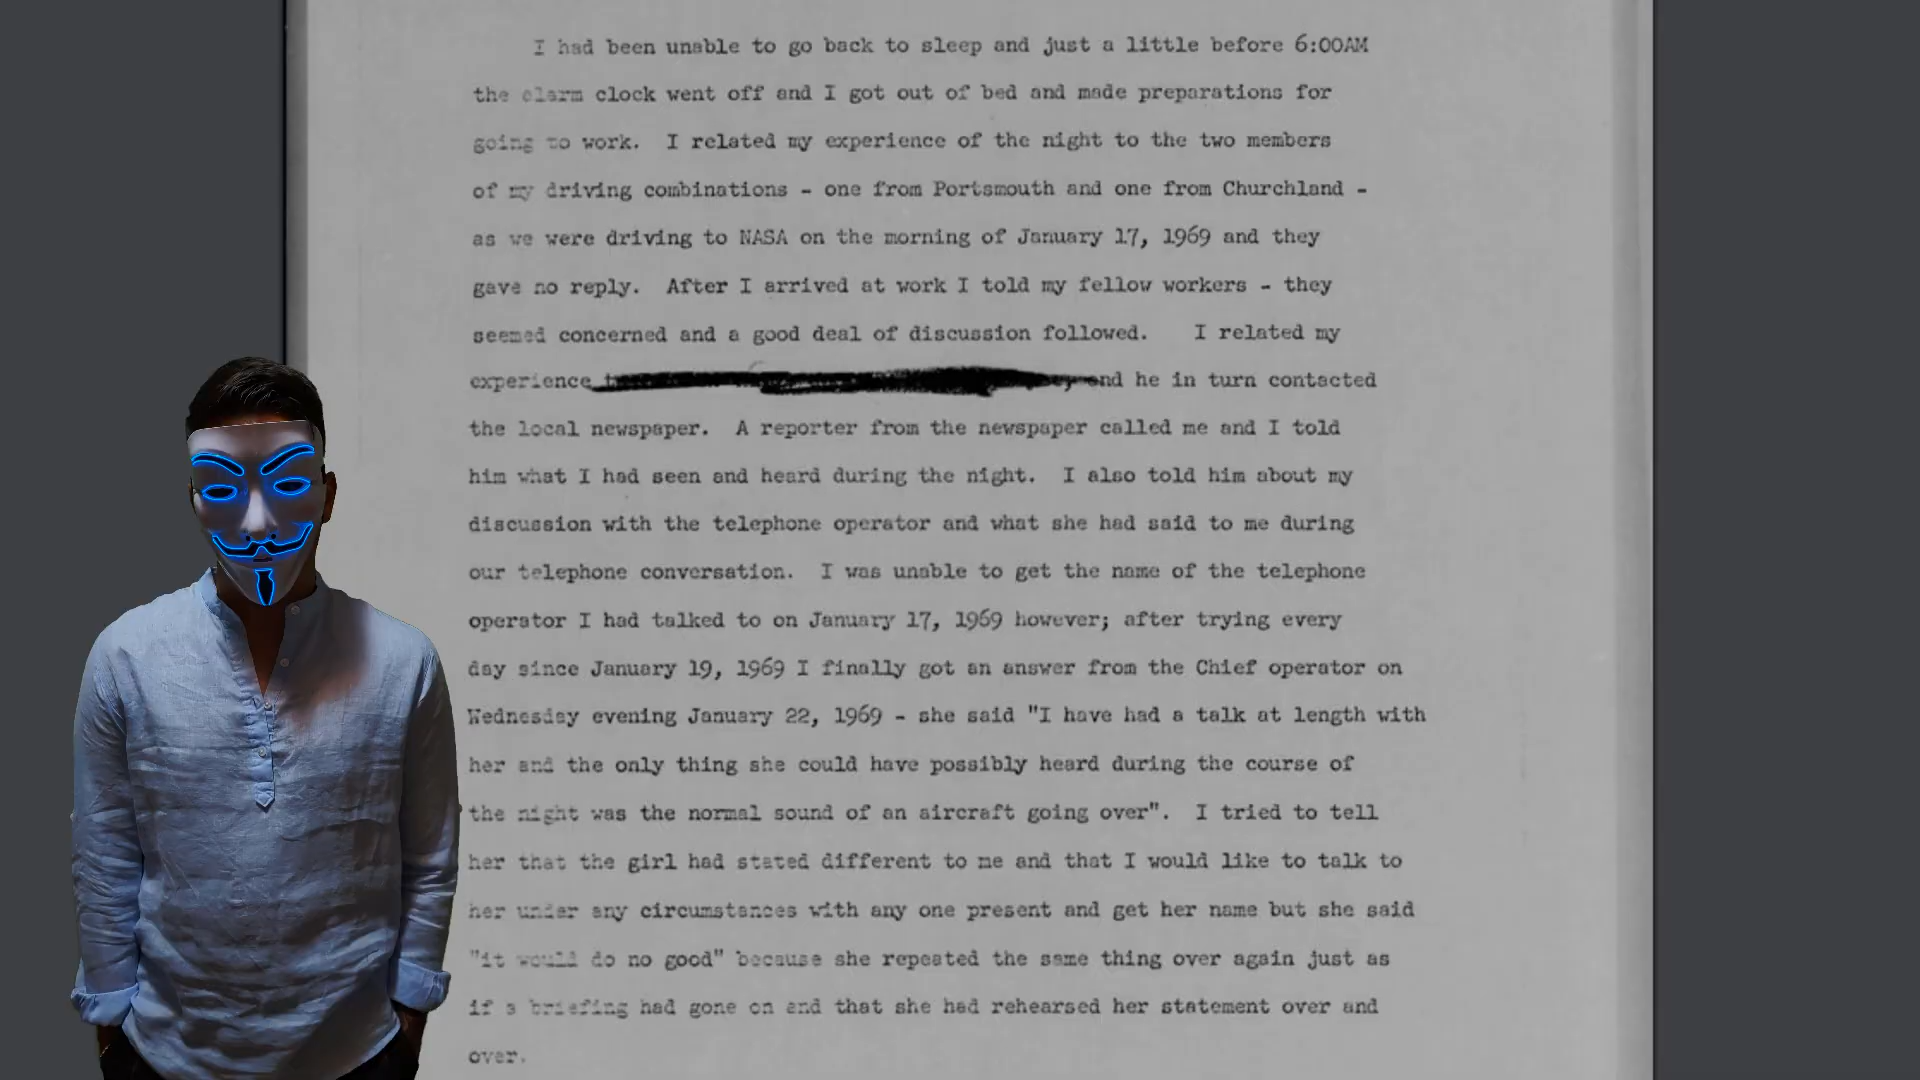 I had been unable to go back to sleep and just a little before 6:00AM
the alarm clock went off and I got out of bed and made preparations for
going to work. I related my experience of the night to the two members
of my driving combinations - one from Portsmouth and one from Churchland -
as we were driving to NASA on the morning of January 17, 1969 and they
gave no reply. After I arrived at work I told my fellow workers - they
seemed concerned and a good deal of discussion followed. I related my
experience and he in turn contacted
the local newspaper. A reporter from the newspaper called me and I told
him what I had seen and heard during the night. I also told him about my
discussion with the telephone operator and what she had said to me during
our telephone conversation. I was unable to get the name of the telephone
operator I had talked to on January 17, 1969 however; after trying every
day since January 19, 1969 I finally got an answer from the Chief operator on
Wednesday evening January 22, 1969 - she said "I have had a talk at length with
her and the only thing she could have possibly heard during the course of
the night was the normal sound of an aircraft going over". I tried to tell
her that the girl had stated different to me and that I would like to talk to
her under any circumstances with any one present and get her name but she said
"it would do no good" because she repeated the same thing over again just as
if a briefing had gone on and that she had rehearsed her statement over and
over.